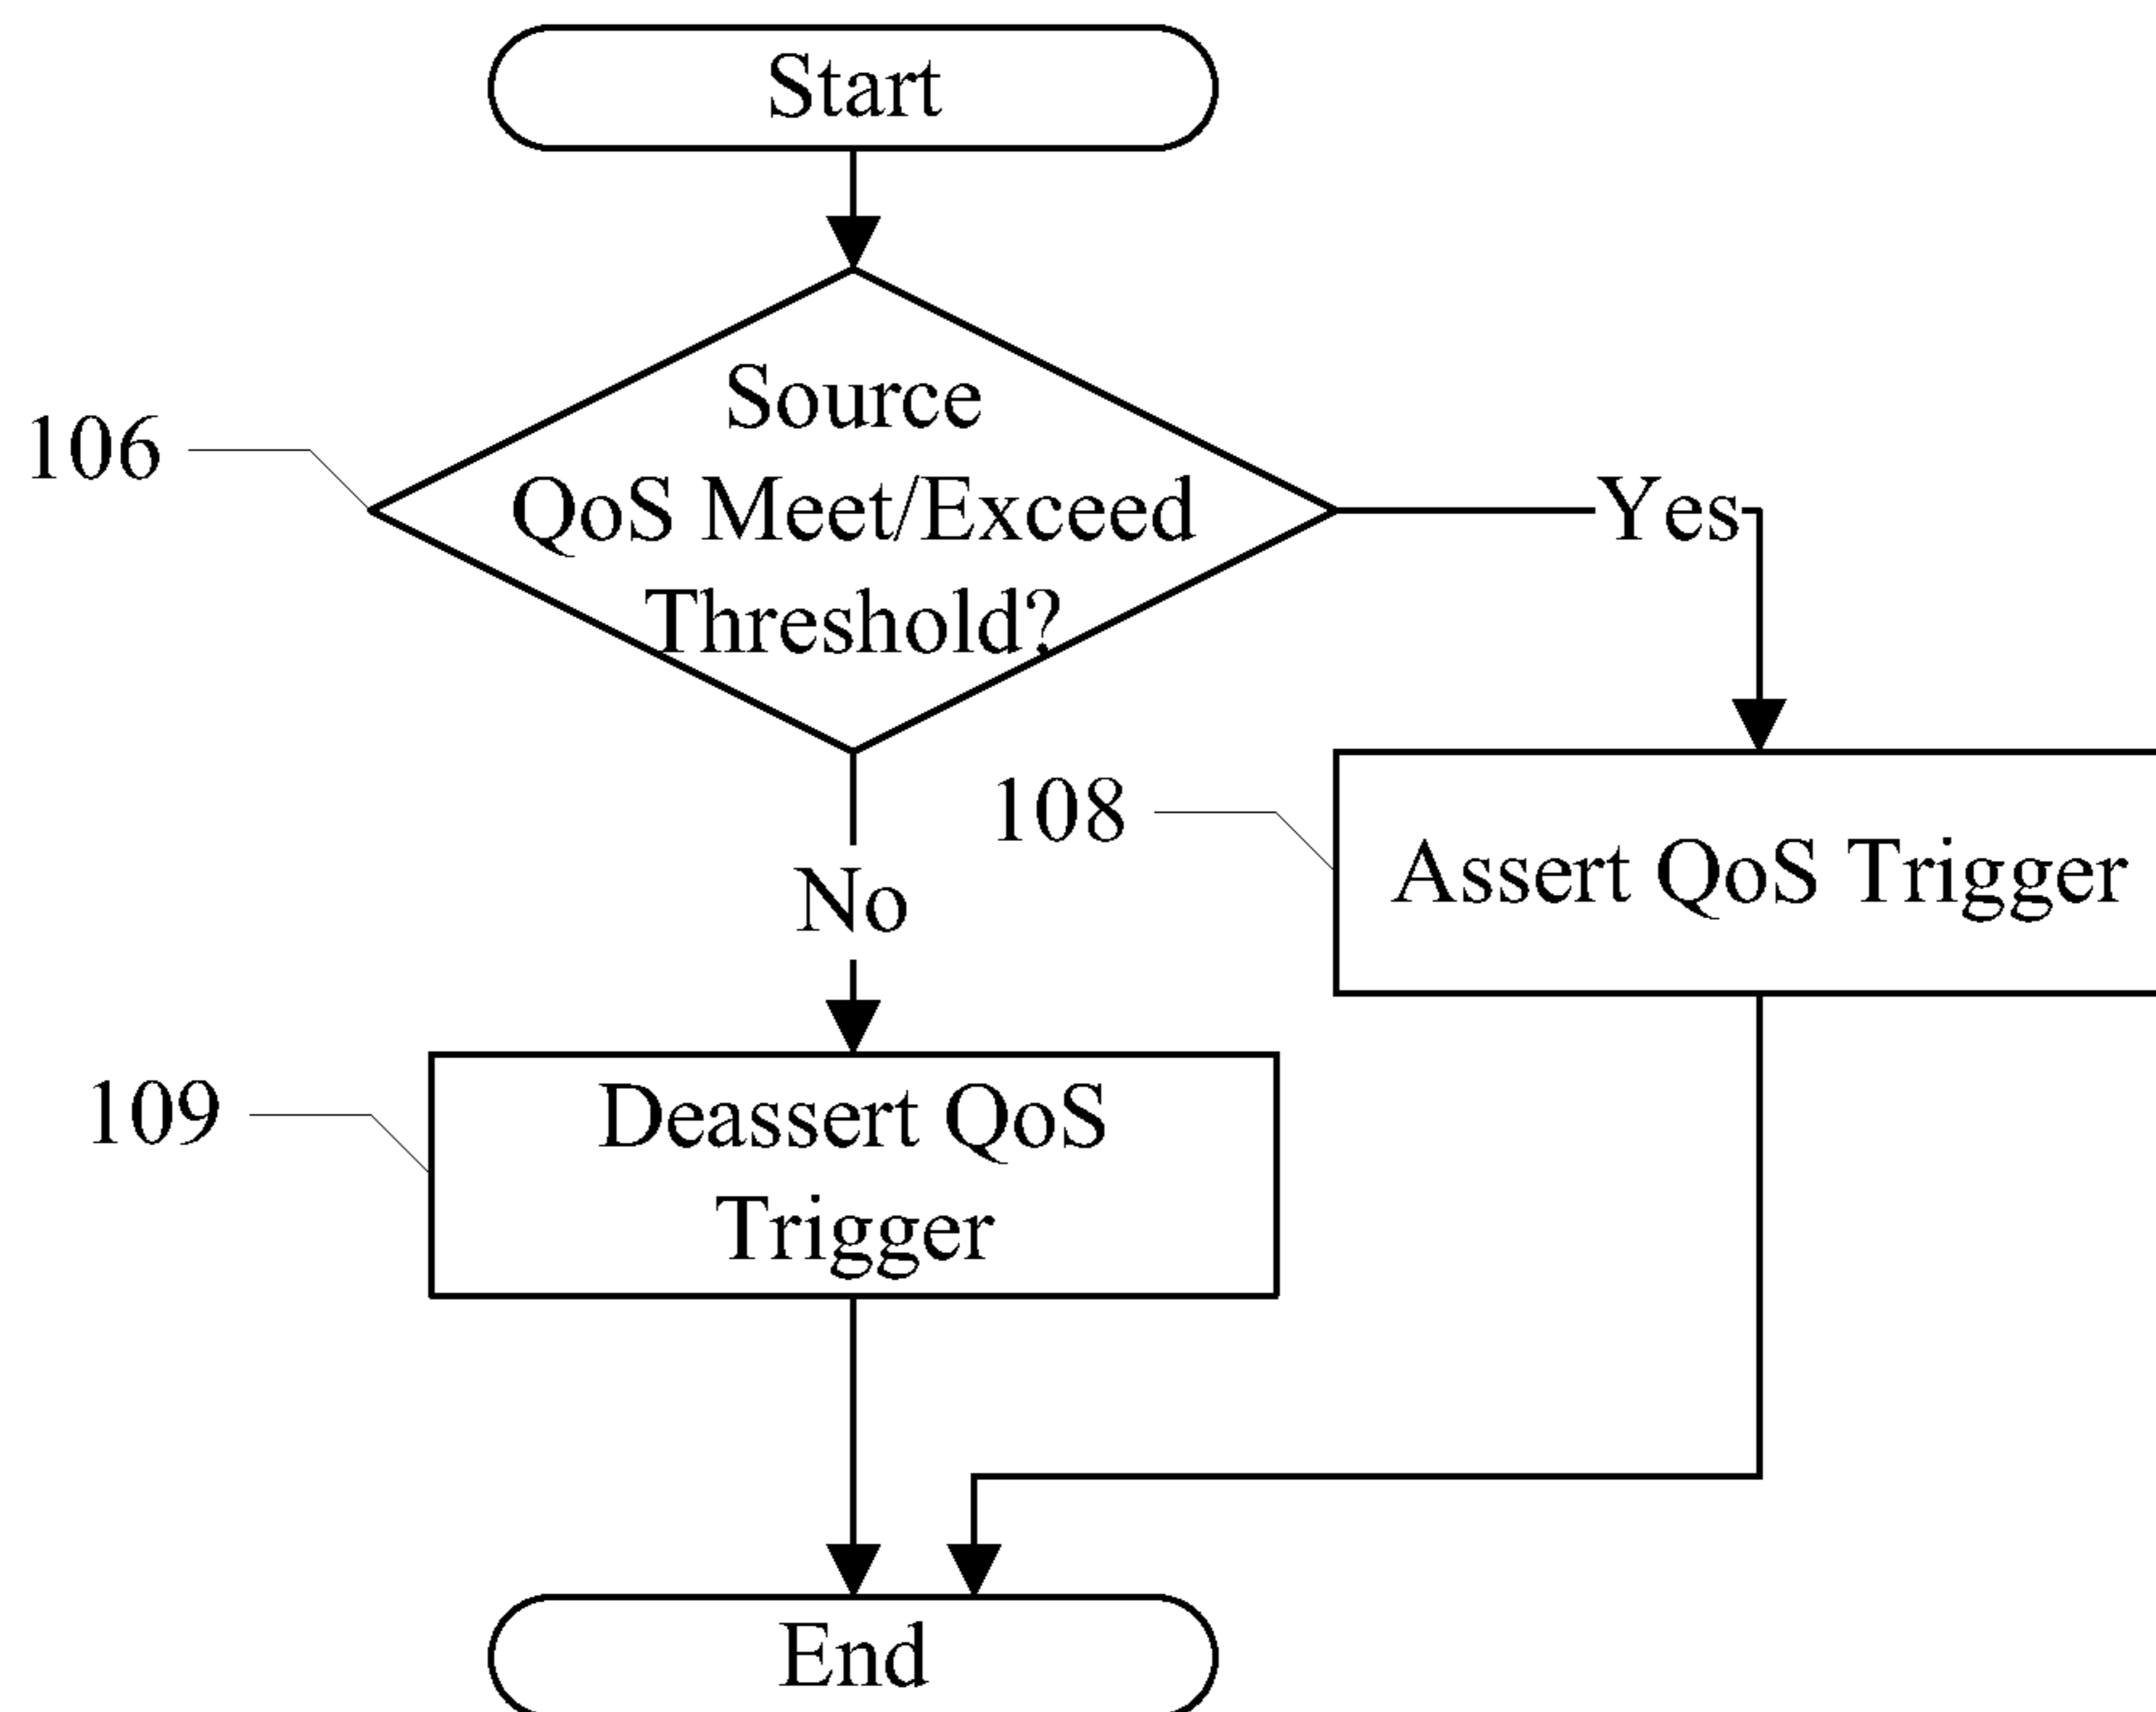 Start
106
Source
QoS Meet/Exceed
Threshold?
Yes
No
108
Assert QoS Trigger
109
Deassert QoS
Trigger
End